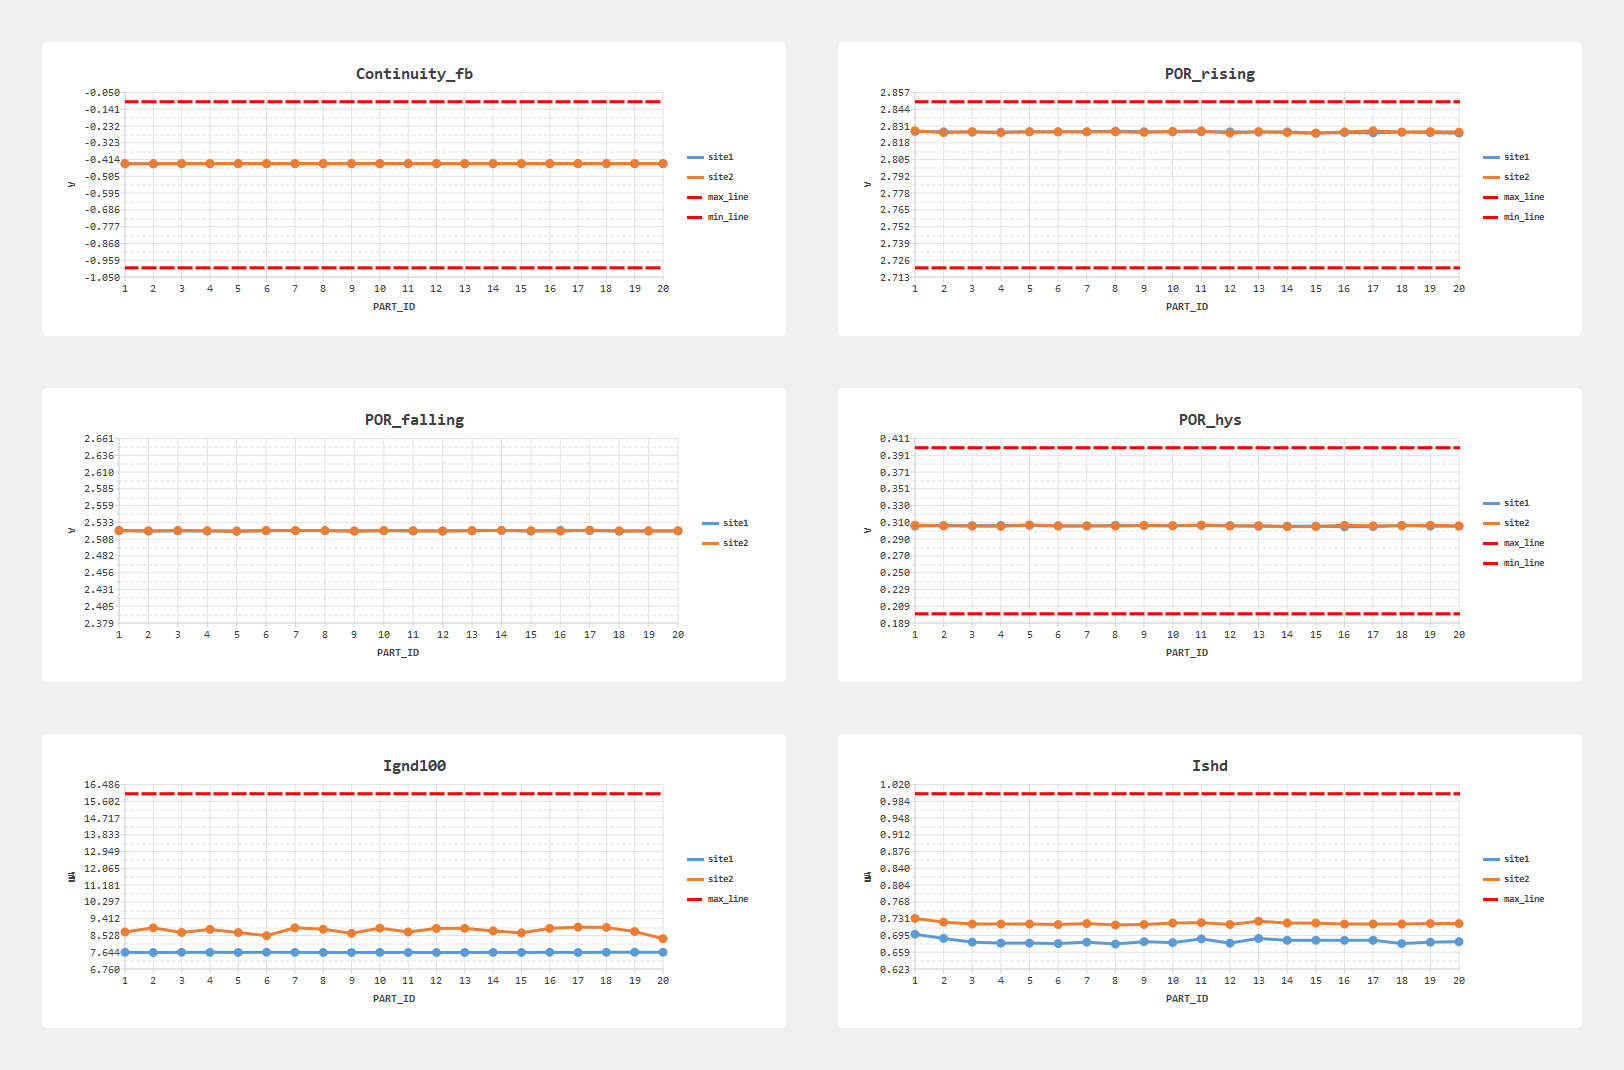 Continuity_fb
-0.050
-0.141
-0.232
-0.323
-0.414
-0.505
-0.595
-0.686
-0.777
-0.868
-0.959
-1.050
V
1 2 3 4 5 6 7 8 9 10 11 12 13 14 15 16 17 18 19 20
PART_ID
site1
site2
max_line
min_line
POR_rising
2.857
2.844
2.831
2.818
2.805
2.792
2.778
2.765
2.752
2.739
2.726
2.713
V
1 2 3 4 5 6 7 8 9 10 11 12 13 14 15 16 17 18 19 20
PART_ID
site1
site2
max_line
min_line
POR_falling
2.661
2.636
2.610
2.585
2.559
2.533
2.508
2.482
2.456
2.431
2.405
2.379
V
1 2 3 4 5 6 7 8 9 10 11 12 13 14 15 16 17 18 19 20
PART_ID
site1
site2
POR_hys
0.411
0.391
0.371
0.351
0.330
0.310
0.290
0.270
0.250
0.229
0.209
0.189
V
1 2 3 4 5 6 7 8 9 10 11 12 13 14 15 16 17 18 19 20
PART_ID
site1
site2
max_line
min_line
Ignd100
16.486
15.602
14.717
13.833
12.949
12.065
11.181
10.297
9.412
8.528
7.644
6.760
1 2 3 4 5 6 7 8 9 10 11 12 13 14 15 16 17 18 19 20
PART_ID
site1
site2
max_line
Ishd
1.020
0.984
0.948
0.912
0.876
0.840
0.804
0.768
0.731
0.695
0.659
0.623
1 2 3 4 5 6 7 8 9 10 11 12 13 14 15 16 17 18 19 20
PART_ID
site1
site2
max_line